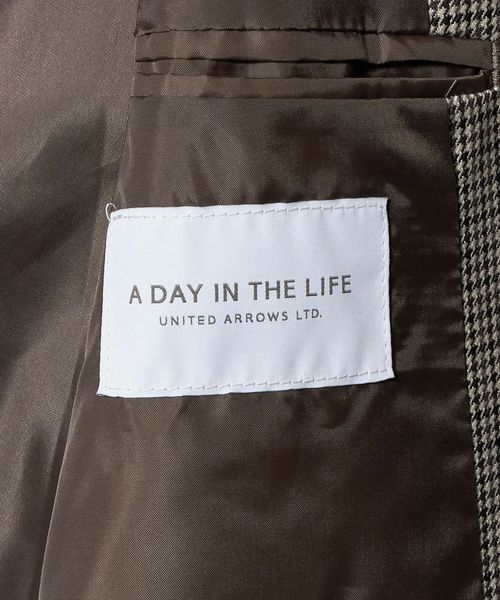 A DAY IN THE LIFE
UNITED ARROWS LTD.